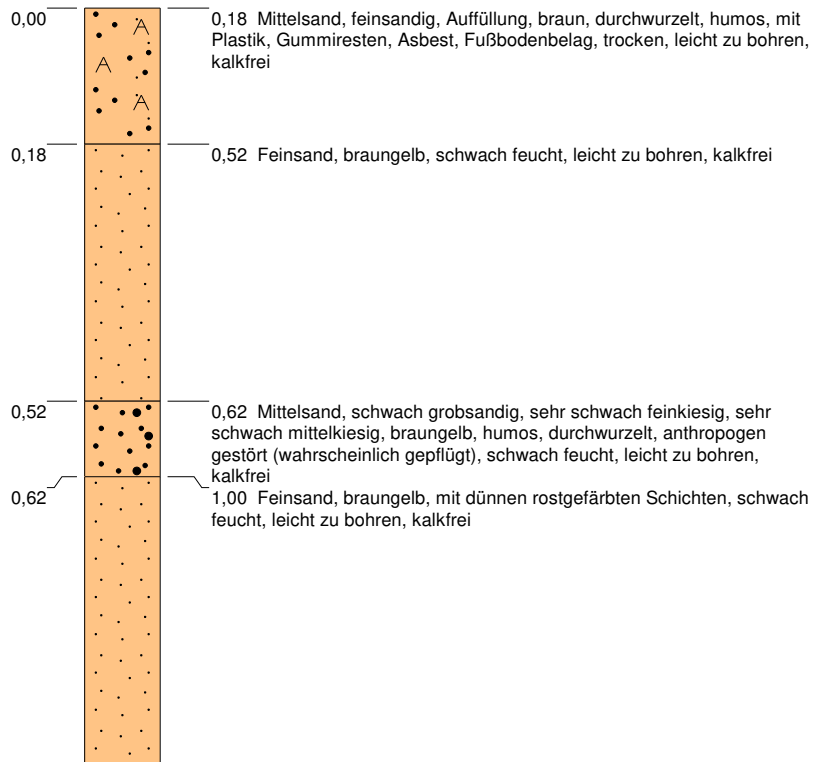 0,00
0,18 Mittelsand, feinsandig, Auffüllung, braun, durchwurzelt, humos, mit
Plastik, Gummiresten, Asbest, Fußbodenbelag, trocken, leicht zu bohren,
kalkfrei
A
A
A
0,18
0,52 Feinsand, braungelb, schwach feucht, leicht zu bohren, kalkfrei
0,52
0,62 Mittelsand, schwach grobsandig, sehr schwach feinkiesig, sehr
schwach mittelkiesig, braungelb, humos, durchwurzelt, anthropogen
gestört (wahrscheinlich gepflügt), schwach feucht, leicht zu bohren,
kalkfrei
0,62
1,00 Feinsand, braungelb, mit dünnen rostgefärbten Schichten, schwach
feucht, leicht zu bohren, kalkfrei